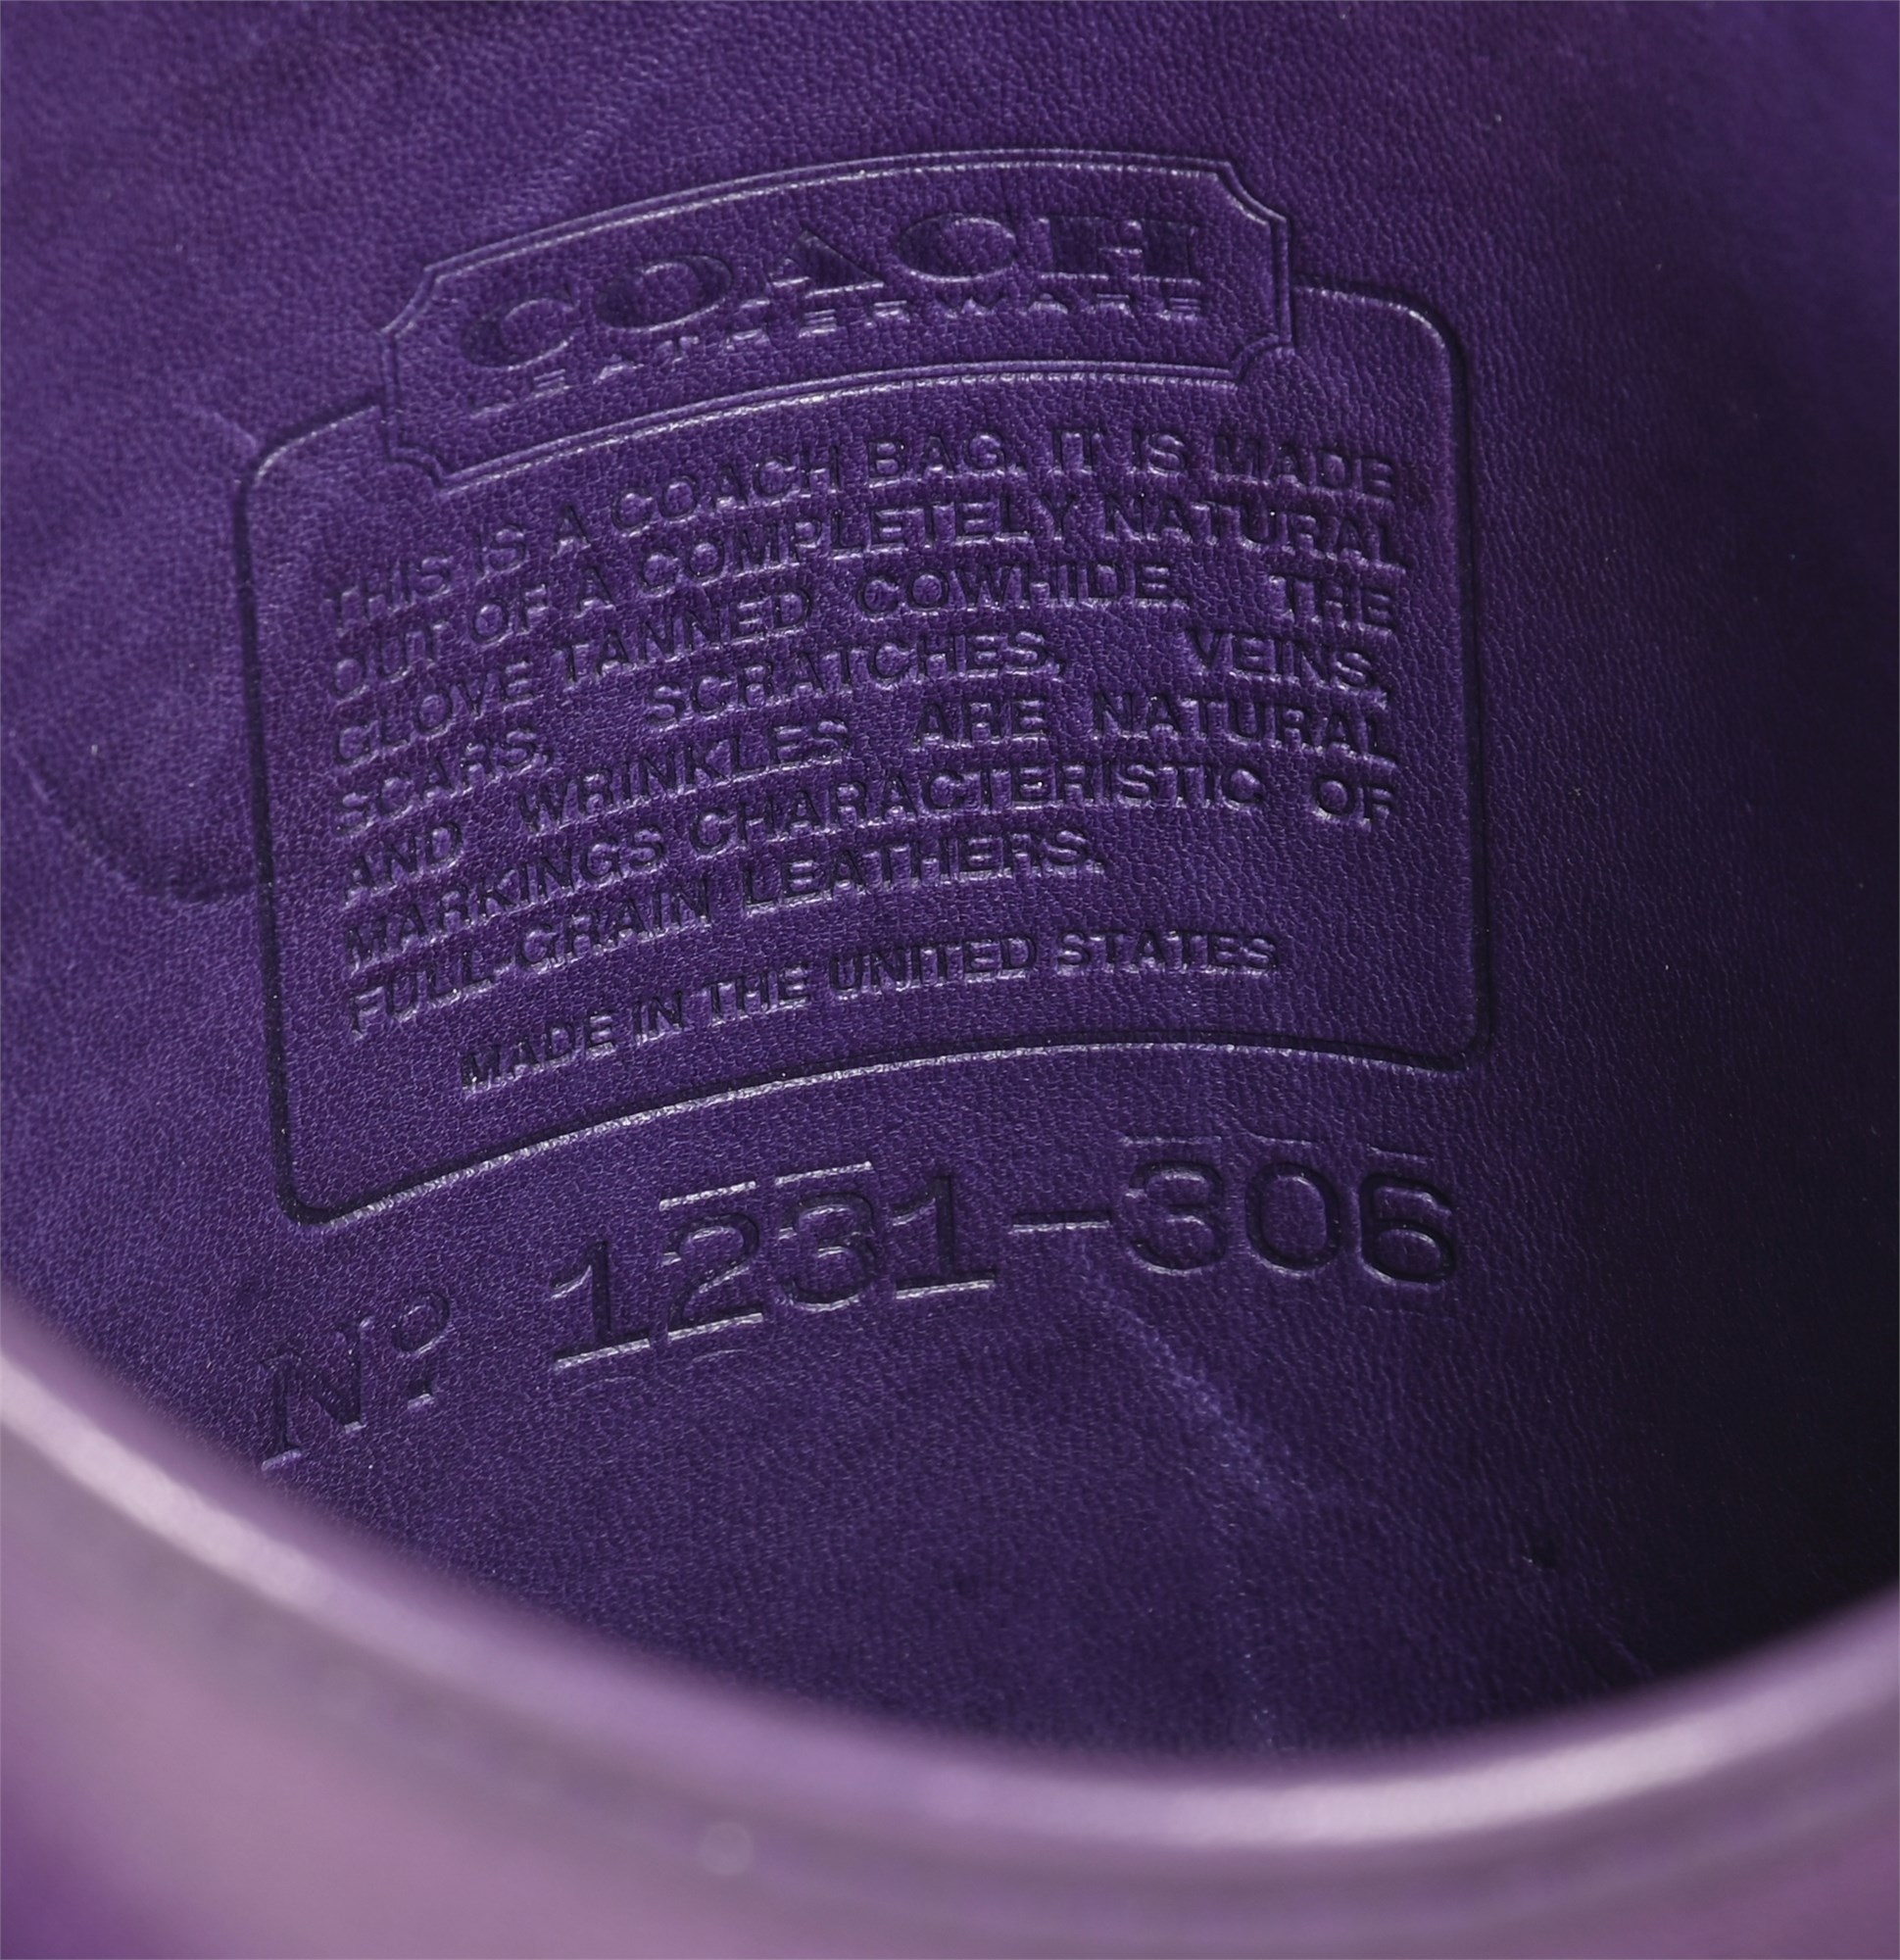 COACH
LEATHERWARE
THIS IS A COACH BAG. IT IS MADE
OUT OF A COMPLETELY NATURAL
GLOVE TANNED COWHIDE. THE
SCARS, SCRATCHES, VEINS,
AND WRINKLES ARE NATURAL
MARKINGS CHARACTERISTIC OF
FULL-GRAIN LEATHERS.
MADE IN THE UNITED STATES
Nº 1231-306